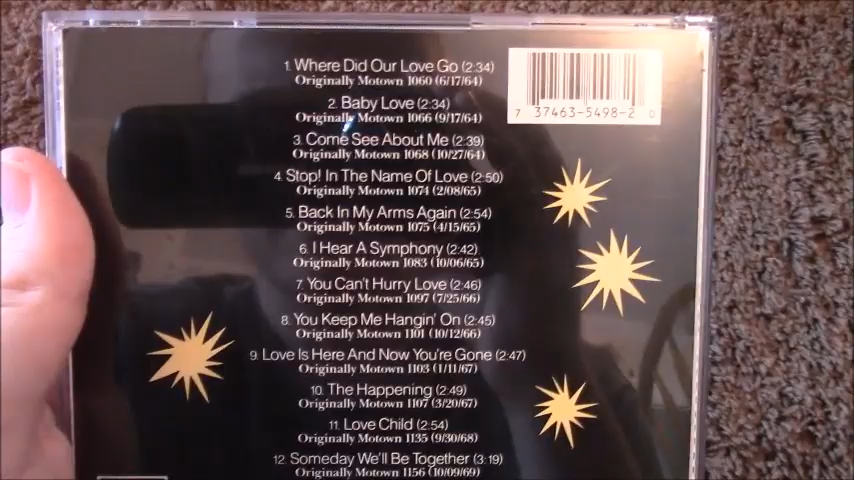 1. Where Did Our Love Go (2:34)
Originally Motown 1060 (6/17/64)
2. Baby Love (2:34)
Originally Motown 1066 (9/17/64)
3. Come See About Me (2:39)
Originally Motown 1068 (10/27/64)
4. Stop! In The Name Of Love (2:50)
Originally Motown 1074 (2/08/65)
5. Back In My Arms Again (2:54)
Originally Motown 1075 (4/15/65)
6. I Hear A Symphony (2:42)
Originally Motown 1083 (10/06/65)
7. You Can't Hurry Love (2:46)
Originally Motown 1097 (7/25/66)
8. You Keep Me Hangin' On (2:45)
Originally Motown 1101 (10/12/66)
9. Love Is Here And Now You're Gone (2:47)
Originally Motown 1103 (1/11/67)
10. The Happening (2:49)
Originally Motown 1107 (3/20/67)
11. Love Child (2:54)
Originally Motown 1135 (9/30/68)
12. Someday We'll Be Together (3:19)
Originally Motown 1156 (10/09/69)
7 37463-5498-2 0